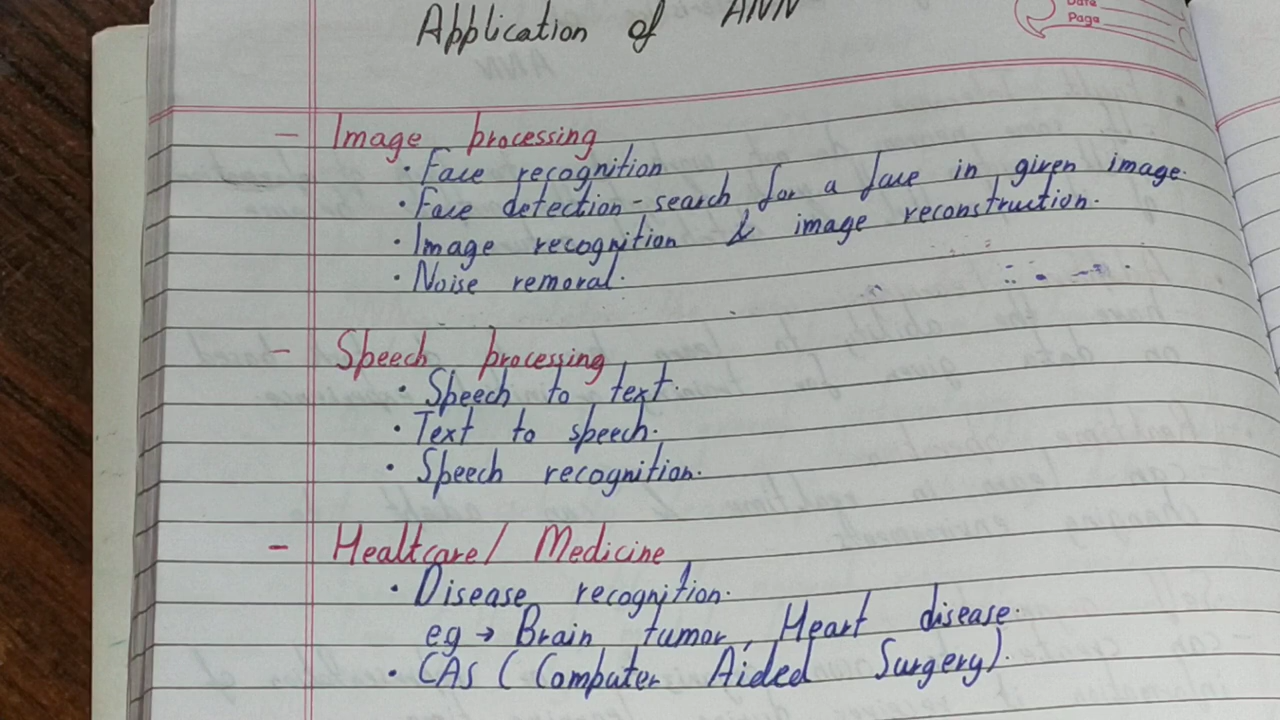 Application of ANN
Date
Page
- Image processing
· Face recognition
· Face detection - search for a face in given image.
· Image recognition & image reconstruction.
· Noise removal.
- Speech processing
· Speech to text.
· Text to speech.
· Speech recognition.
- Healtcare / Medicine
· Disease recognition.
eg → Brain tumor, Heart disease.
· CAS (Computer Aided Surgery).